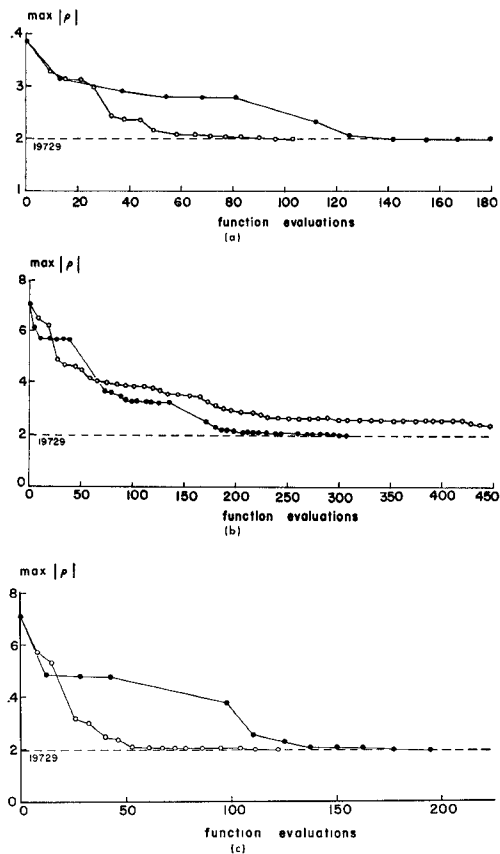 max |ρ|
.4
3
2
1
19729
0 20 40 60 80 100 120 140 160 180
function evaluations
(a)
max |ρ|
8
6
4
2
0
19729
0 50 100 150 200 250 300 350 400 450
function evaluations
(b)
max |ρ|
8
6
.4
2
0
19729
0 50 100 150 200
function evaluations
(c)